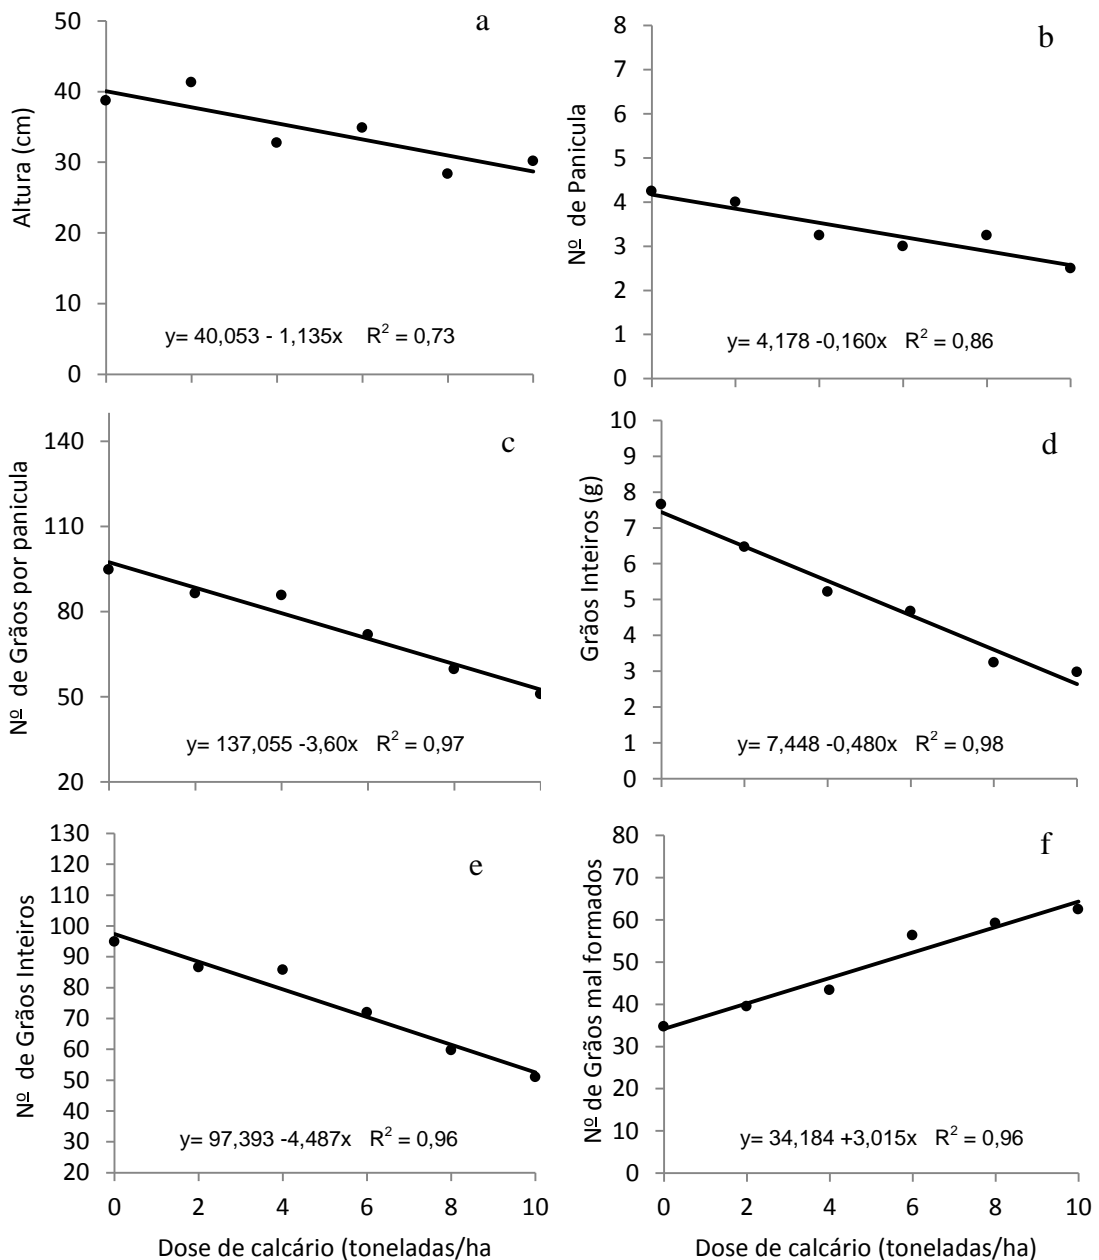 a
50
40
30
20
10
0
Altura (cm)
y= 40,053 - 1,135x R² = 0,73
b
8
7
6
5
4
3
2
1
0
Nº de Panicula
y= 4,178 -0,160x R² = 0,86
c
140
110
80
50
20
Nº de Grãos por panicula
y= 137,055 -3,60x R² = 0,97
d
10
9
8
7
6
5
4
3
2
1
0
Grãos Inteiros (g)
y= 7,448 -0,480x R² = 0,98
e
130
120
110
100
90
80
70
60
50
40
30
20
Nº de Grãos Inteiros
y= 97,393 -4,487x R² = 0,96
0 2 4 6 8 10
Dose de calcário (toneladas/ha
f
80
70
60
50
40
30
20
10
0
Nº de Grãos mal formados
y= 34,184 +3,015x R² = 0,96
0 2 4 6 8 10
Dose de calcário (toneladas/ha)